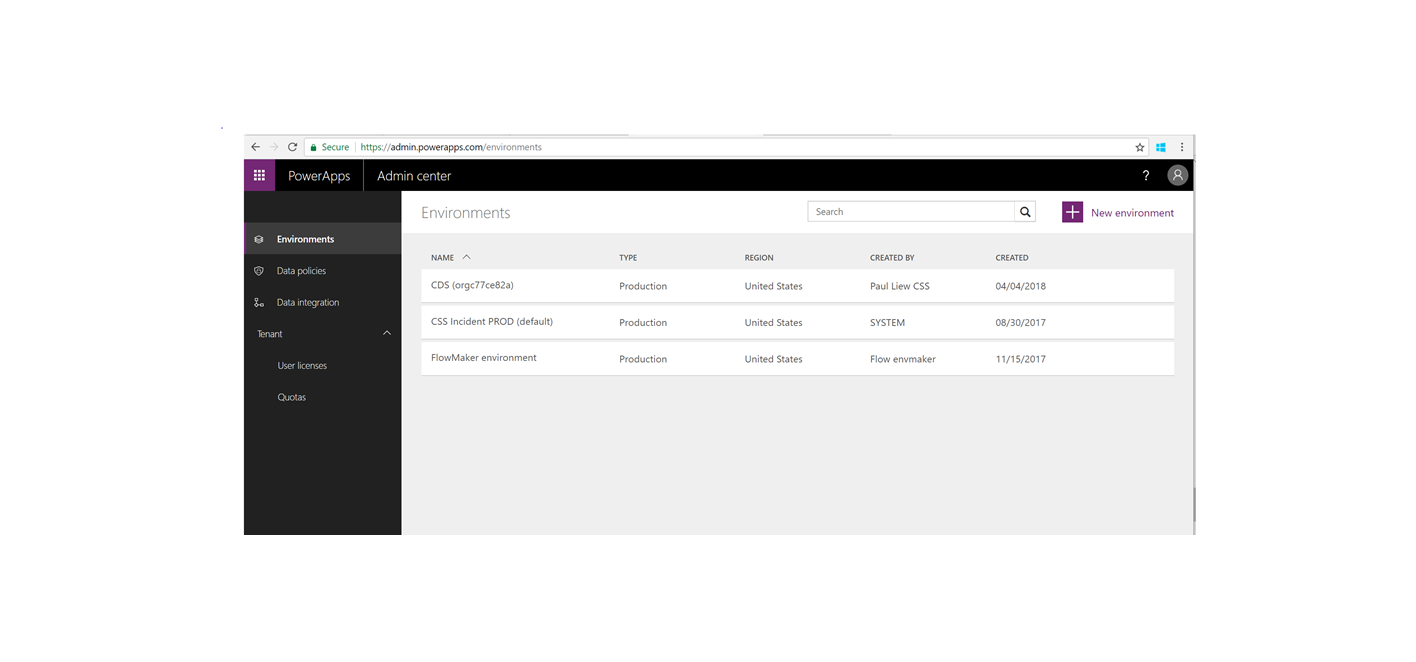 Secure https://admin.powerapps.com/environments
PowerApps Admin center ?
Environments Search New environment
Environments
Data policies
Data integration
Tenant
User licenses
Quotas
NAME TYPE REGION CREATED BY CREATED
CDS (orgc77ce82a) Production United States Paul Liew CSS 04/04/2018
CSS Incident PROD (default) Production United States SYSTEM 08/30/2017
FlowMaker environment Production United States Flow envmaker 11/15/2017